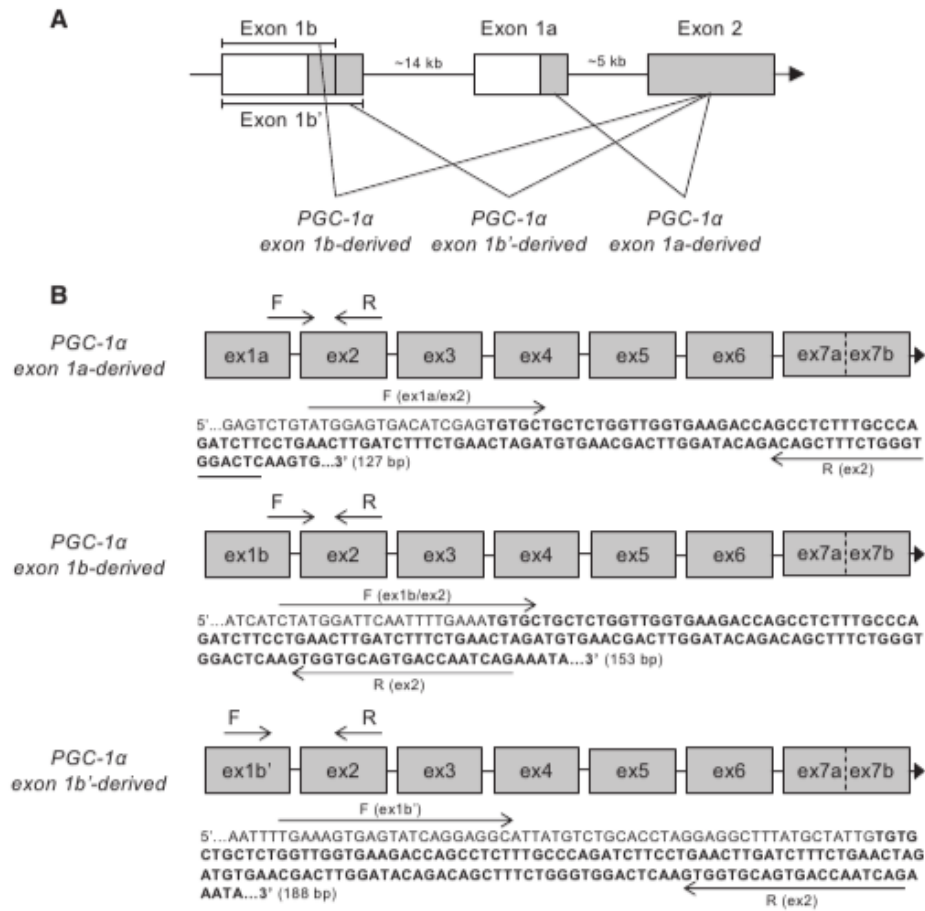 A
Exon 1b
Exon 1a
Exon 2
~14 kb
~5 kb
Exon 1b'
PGC-1α
exon 1b-derived
PGC-1α
exon 1b'-derived
PGC-1α
exon 1a-derived
B
F R
PGC-1α
exon 1a-derived
ex1a ex2 ex3 ex4 ex5 ex6 ex7a ex7b
F (ex1a/ex2)
5'...GAGTCTGTATGGAGTGACATCGAGTGTGCTGCTCTGGTTGGTGAAGACCAGCCTCTTTGCCCA
GATCTTCCTGAACTTGATCTTTCTGAACTAGATGTGAACGACTTGGATACAGACAGCTTTCTGGGT
GGACTCAAGTG...3' (127 bp)
R (ex2)
F R
PGC-1α
exon 1b-derived
ex1b ex2 ex3 ex4 ex5 ex6 ex7a ex7b
F (ex1b/ex2)
5'...ATCATCTATGGATTCAATTTTGAAATGTGCTGCTCTGGTTGGTGAAGACCAGCCTCTTTGCCCA
GATCTTCCTGAACTTGATCTTTCTGAACTAGATGTGAACGACTTGGATACAGACAGCTTTCTGGGT
GGACTCAAGTGGTGCAGTGACCAATCAGAAATA...3' (153 bp)
R (ex2)
F R
PGC-1α
exon 1b'-derived
ex1b' ex2 ex3 ex4 ex5 ex6 ex7a ex7b
F (ex1b')
5'...AATTTTGAAAGTGAGTATCAGGAGGCATTATGTCTGCACCTAGGAGGCTTTATGCTATTGTGTG
CTGCTCTGGTTGGTGAAGACCAGCCTCTTTGCCCAGATCTTCCTGAACTTGATCTTTCTGAACTAG
ATGTGAACGACTTGGATACAGACAGCTTTCTGGGTGGACTCAAGTGGTGCAGTGACCAATCAGA
AATA...3' (188 bp)
R (ex2)